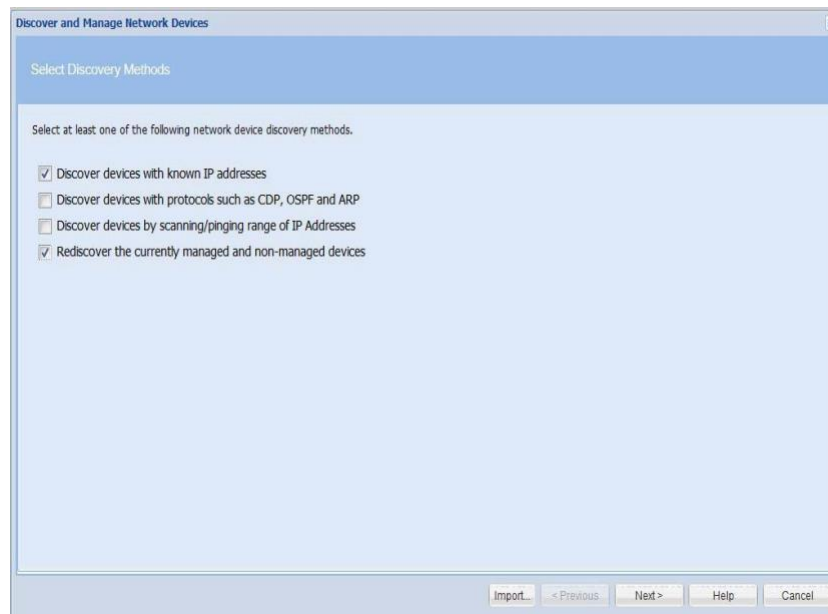 Discover and Manage Network Devices
Select Discovery Methods
Select at least one of the following network device discovery methods.
Discover devices with known IP addresses
Discover devices with protocols such as CDP, OSPF and ARP
Discover devices by scanning/pinging range of IP Addresses
Rediscover the currently managed and non-managed devices
Import... < Previous Next > Help Cancel